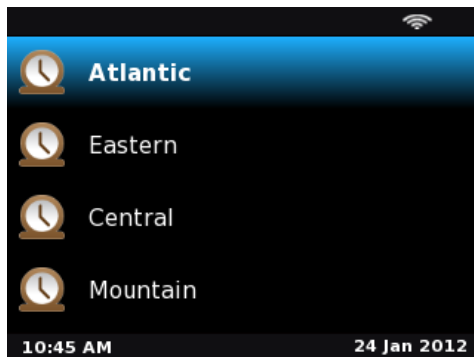 Atlantic
Eastern
Central
Mountain
10:45 AM 24 Jan 2012